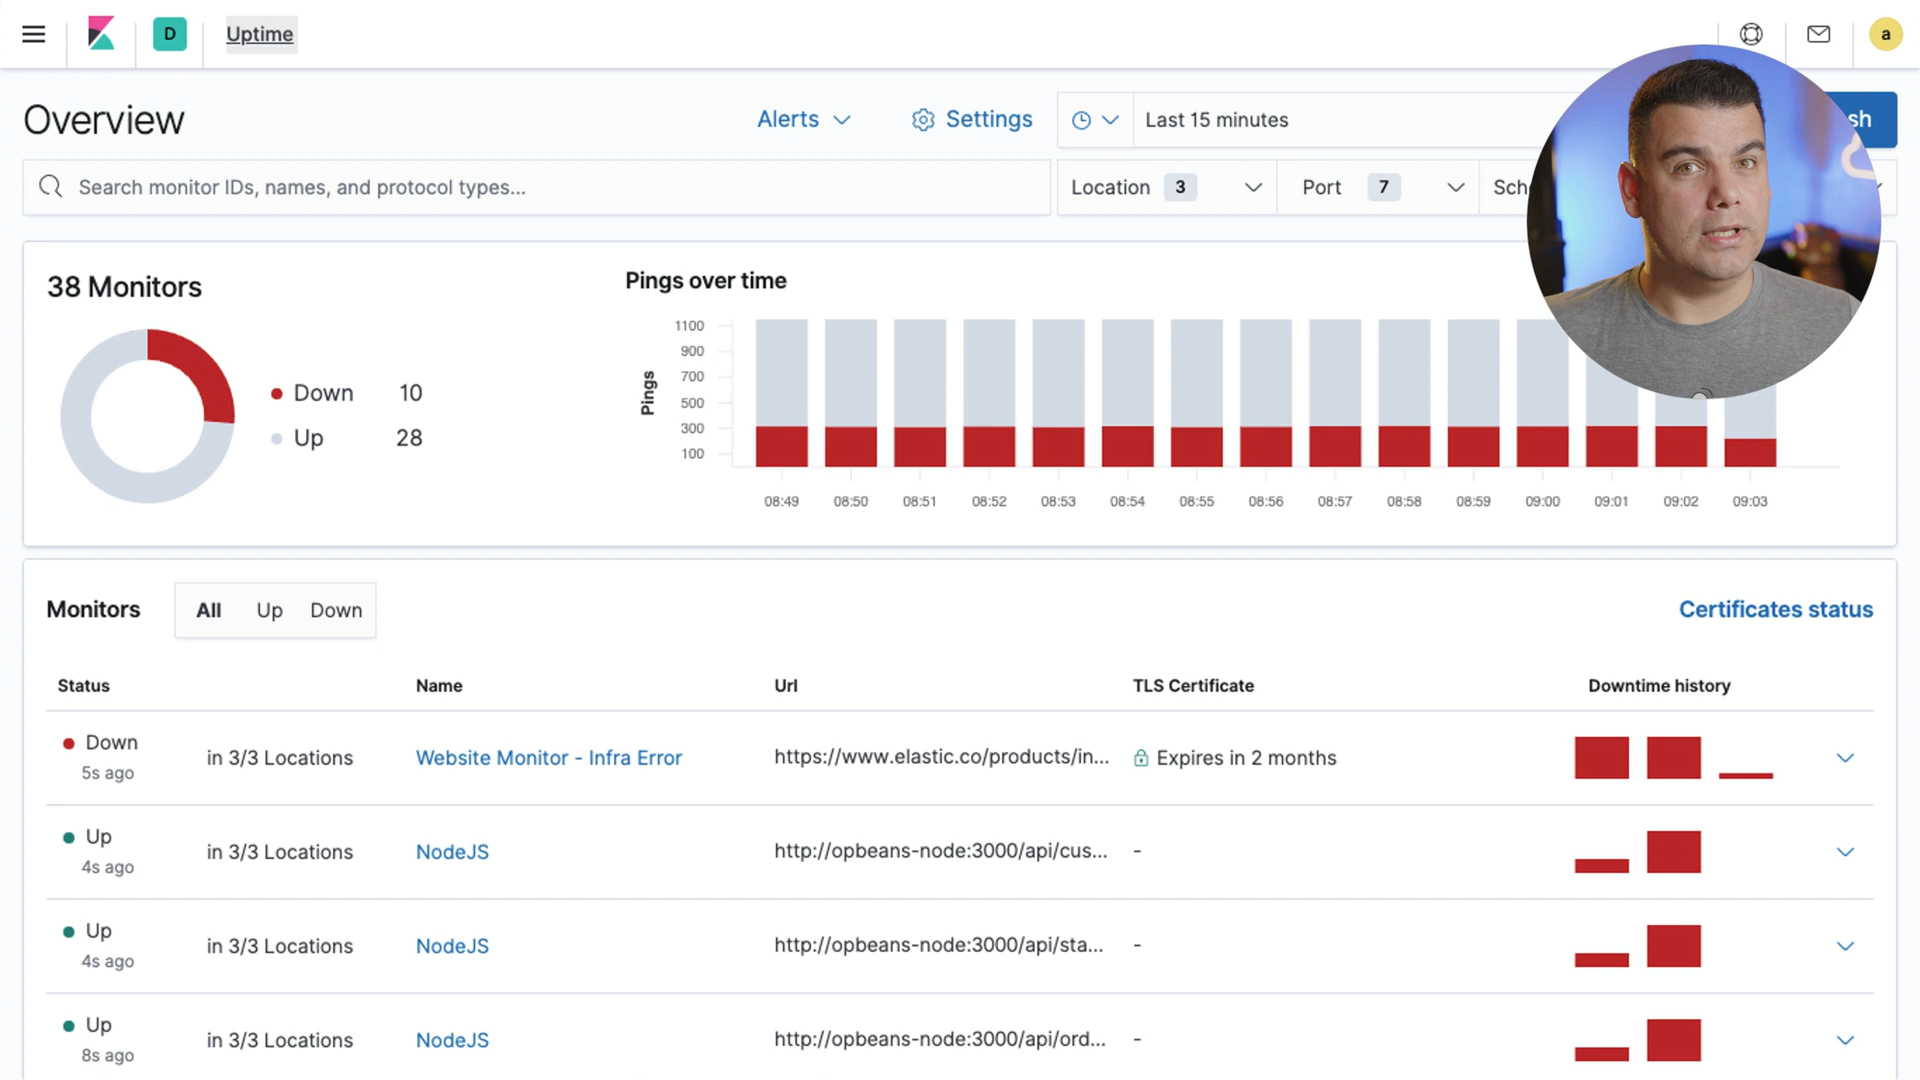 D Uptime a
Overview Alerts Settings Last 15 minutes sh
Search monitor IDs, names, and protocol types... Location 3 Port 7 Sch
38 Monitors
Down 10
Up 28
Pings over time
Pings
1100
900
700
500
300
100
08:49 08:50 08:51 08:52 08:53 08:54 08:55 08:56 08:57 08:58 08:59 09:00 09:01 09:02 09:03
Monitors All Up Down Certificates status
Status Name Url TLS Certificate Downtime history
Down
5s ago
in 3/3 Locations Website Monitor - Infra Error https://www.elastic.co/products/in... Expires in 2 months
Up
4s ago
in 3/3 Locations NodeJS http://opbeans-node:3000/api/cus... -
Up
4s ago
in 3/3 Locations NodeJS http://opbeans-node:3000/api/sta... -
Up
8s ago
in 3/3 Locations NodeJS http://opbeans-node:3000/api/ord... -